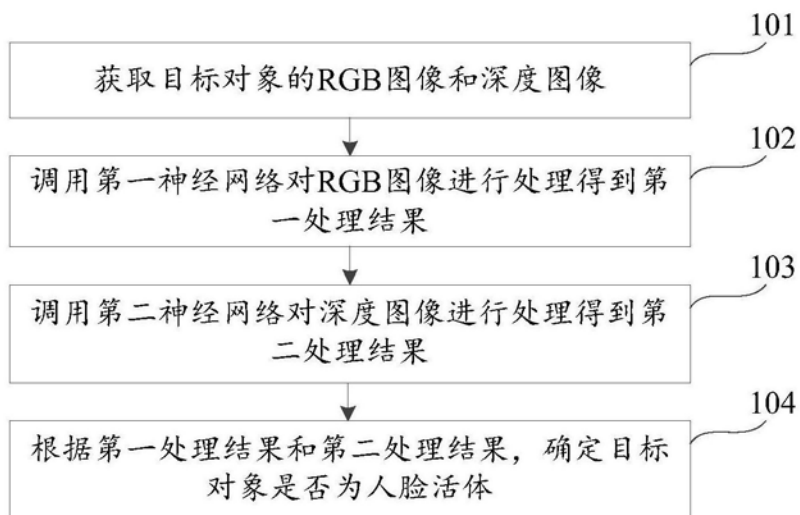 101
获取目标对象的RGB图像和深度图像
102
调用第一神经网络对RGB图像进行处理得到第
一处理结果
103
调用第二神经网络对深度图像进行处理得到第
二处理结果
104
根据第一处理结果和第二处理结果，确定目标
对象是否为人脸活体